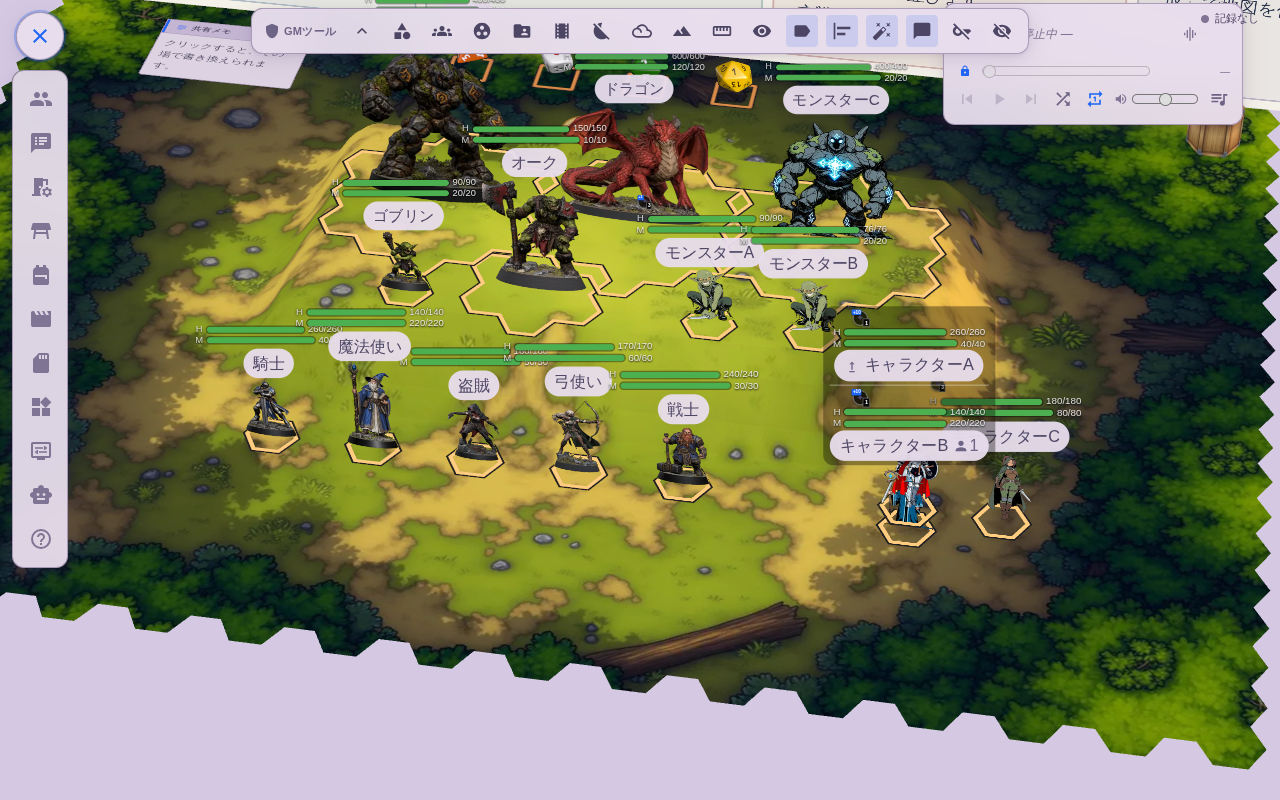 記録なし
GMツール
停止中 —
共有メモ
クリックすると、
場で書き換えられま
す。
600/600
M 120/120
ドラゴン
H
M 20/20
モンスターC
H 150/150
M 10/10
オーク
H 90/90
M 20/20
ゴブリン
H 90/90
M
モンスターA
76/76
M 20/20
モンスターB
H 140/140
M 220/220
魔法使い
H 260/260
M 40
騎士
H 170/170
M 60/60
弓使い
M
盗賊
H 240/240
M 30/30
戦士
H 260/260
M 40/40
キャラクターA
H 140/140
M 220/220
キャラクターB 1
H 180/180
80/80
ラクターC